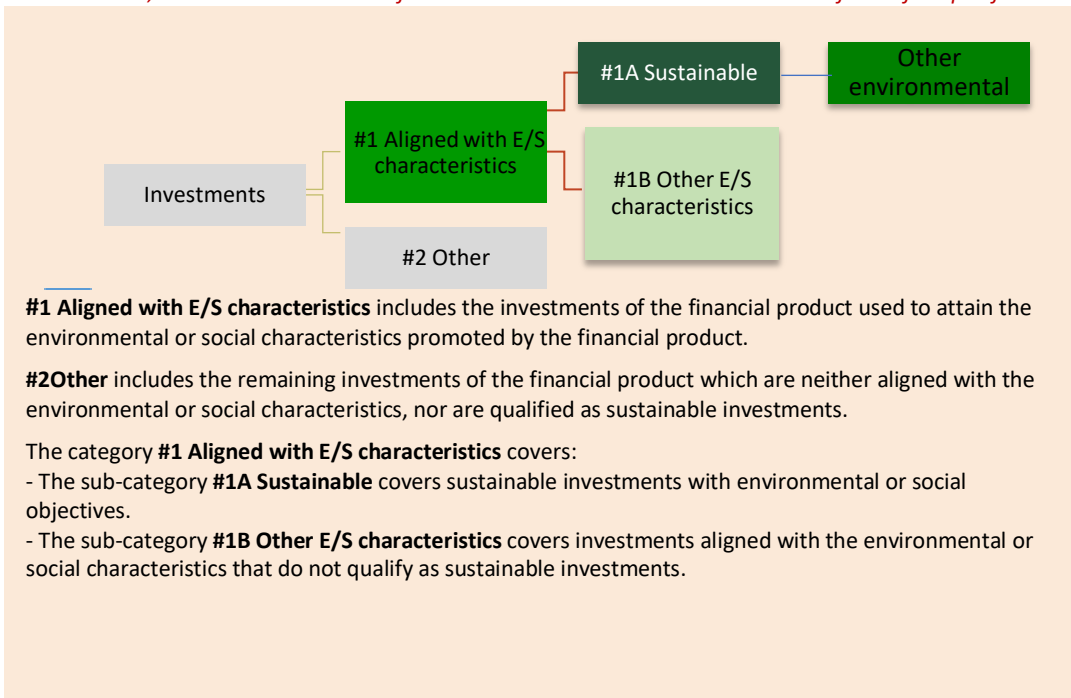 #1A Sustainable
Other
environmental
#1 Aligned with E/S
characteristics
#1B Other E/S
characteristics
Investments
#2 Other
#1 Aligned with E/S characteristics includes the investments of the financial product used to attain the
environmental or social characteristics promoted by the financial product.
#2Other includes the remaining investments of the financial product which are neither aligned with the
environmental or social characteristics, nor are qualified as sustainable investments.
The category #1 Aligned with E/S characteristics covers:
- The sub-category #1A Sustainable covers sustainable investments with environmental or social
objectives.
- The sub-category #1B Other E/S characteristics covers investments aligned with the environmental or
social characteristics that do not qualify as sustainable investments.